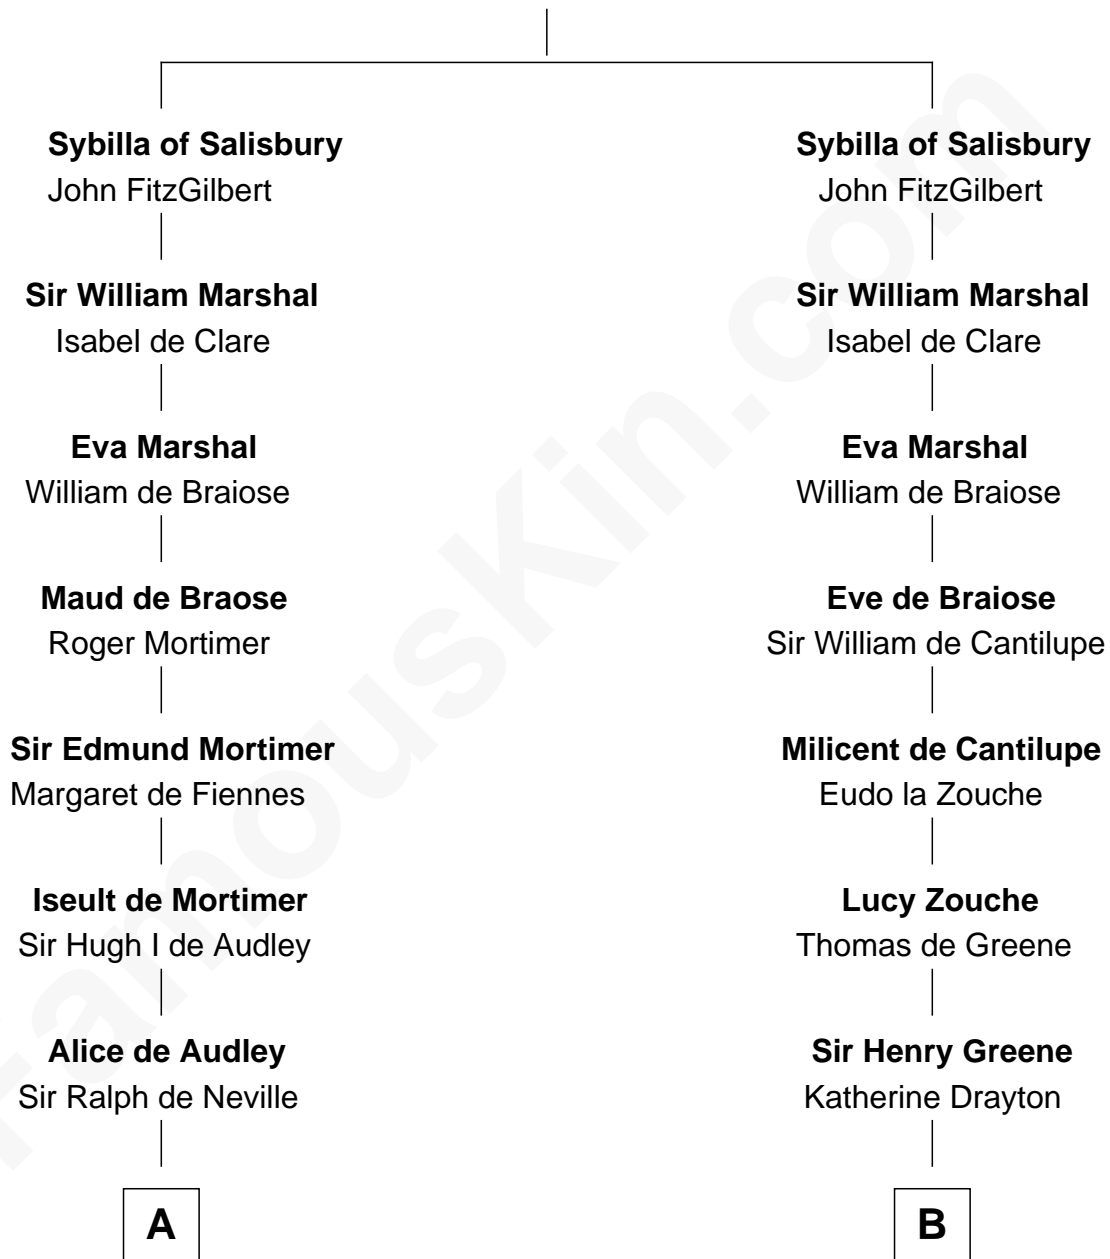 Sybilla of Salisbury
John FitzGilbert
Sir William Marshal
Isabel de Clare
Eva Marshal
William de Braiose
Maud de Braose
Roger Mortimer
Sir Edmund Mortimer
Margaret de Fiennes
Iseult de Mortimer
Sir Hugh I de Audley
Alice de Audley
Sir Ralph de Neville
A
Sybilla of Salisbury
John FitzGilbert
Sir William Marshal
Isabel de Clare
Eva Marshal
William de Braiose
Eve de Braiose
Sir William de Cantilupe
Milicent de Cantilupe
Eudo la Zouche
Lucy Zouche
Thomas de Greene
Sir Henry Greene
Katherine Drayton
B
FamousKin.com